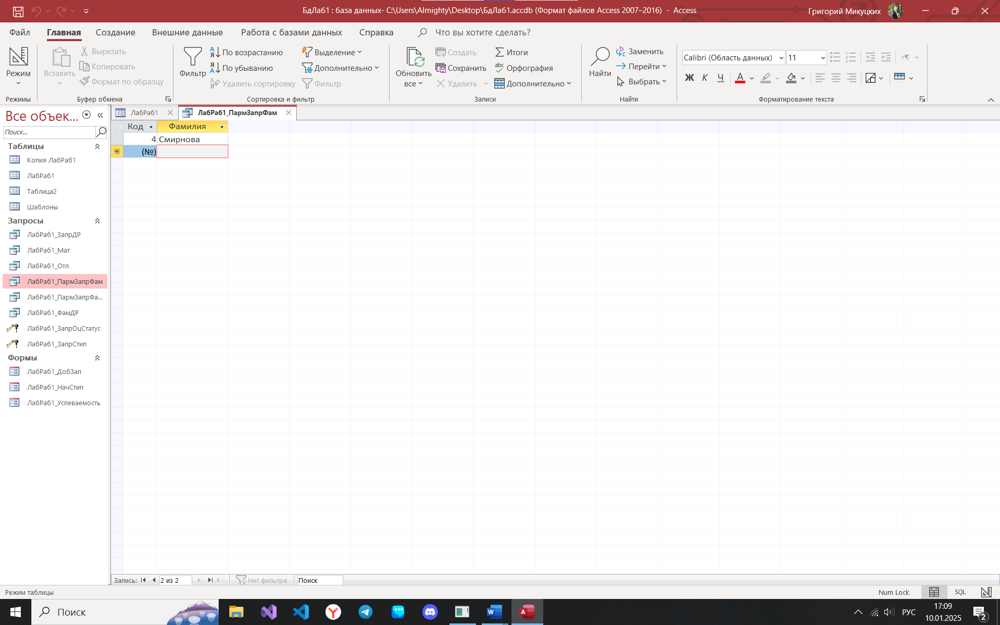 БдЛаб1 : база данных- C:\Users\Almighty\Desktop\БдЛаб1.accdb (Формат файлов Access 2007–2016) - Access
Григорий Микуцких
Файл
Главная
Создание
Внешние данные
Работа с базами данных
Справка
Что вы хотите сделать?
Режим
Режимы
Вставить
Вырезать
Копировать
Формат по образцу
Буфер обмена
Фильтр
По возрастанию
По убыванию
Удалить сортировку
Выделение
Дополнительно
Фильтр
Сортировка и фильтр
Обновить
все
Создать
Сохранить
Удалить
Итоги
Орфография
Дополнительно
Записи
Найти
Заменить
Перейти
Выбрать
Найти
Calibri (Область данных)
11
Ж К Ч
Форматирование текста
Все объек...
Поиск...
Таблицы
Копия ЛабРаб1
ЛабРаб1
Таблица2
Шаблоны
Запросы
ЛабРаб1_ЗапрДР
ЛабРаб1_Мат
ЛабРаб1_Отл
ЛабРаб1_ПармЗапрФам
ЛабРаб1_ПармЗапрФа...
ЛабРаб1_ФамДР
ЛабРаб1_ЗапрОцСтатус
ЛабРаб1_ЗапрСтип
Формы
ЛабРаб1_ДобЗап
ЛабРаб1_НачСтип
ЛабРаб1_Успеваемость
ЛабРаб1
ЛабРаб1_ПармЗапрФам
Код Фамилия
4 Смирнова
(№)
Запись: 2 из 2 Нет фильтра Поиск
Режим таблицы
Num Lock
SQL
Поиск
РУС
17:09
10.01.2025
2